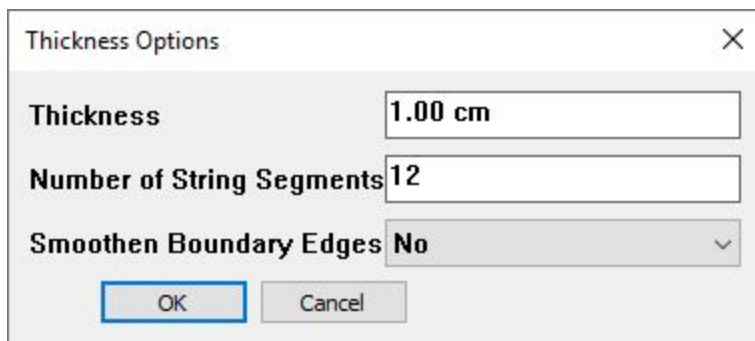 Thickness Options
Thickness 1.00 cm
Number of String Segments 12
Smoothen Boundary Edges No
OK Cancel